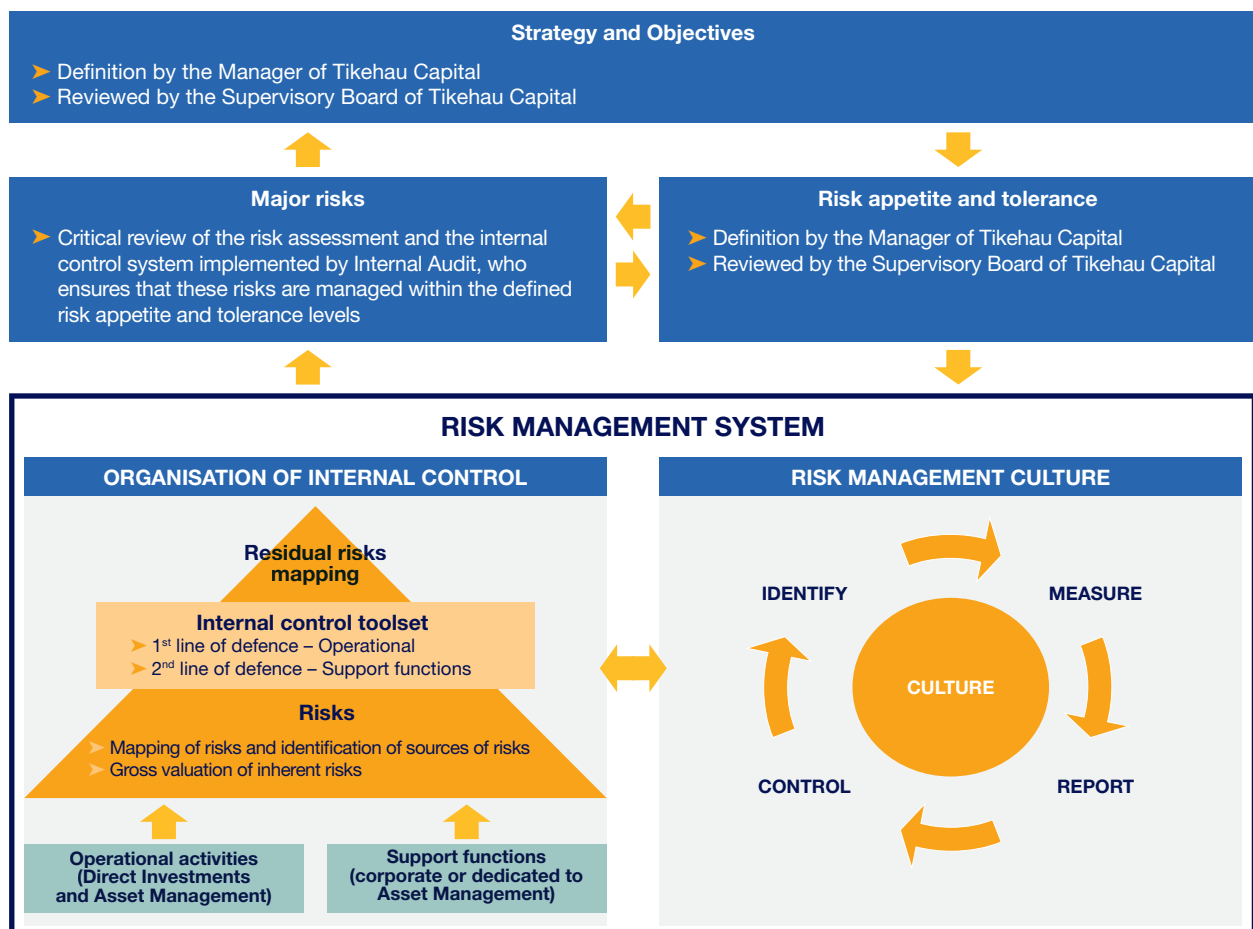 Strategy and Objectives
➤ Definition by the Manager of Tikehau Capital
➤ Reviewed by the Supervisory Board of Tikehau Capital
Major risks
➤ Critical review of the risk assessment and the internal
control system implemented by Internal Audit, who
ensures that these risks are managed within the defined
risk appetite and tolerance levels
Risk appetite and tolerance
➤ Definition by the Manager of Tikehau Capital
➤ Reviewed by the Supervisory Board of Tikehau Capital
RISK MANAGEMENT SYSTEM
ORGANISATION OF INTERNAL CONTROL
Residual risks
mapping
Internal control toolset
➤ 1st line of defence – Operational
➤ 2nd line of defence – Support functions
Risks
➤ Mapping of risks and identification of sources of risks
➤ Gross valuation of inherent risks
Operational activities
(Direct Investments
and Asset Management)
Support functions
(corporate or dedicated to
Asset Management)
RISK MANAGEMENT CULTURE
IDENTIFY
MEASURE
CULTURE
CONTROL
REPORT